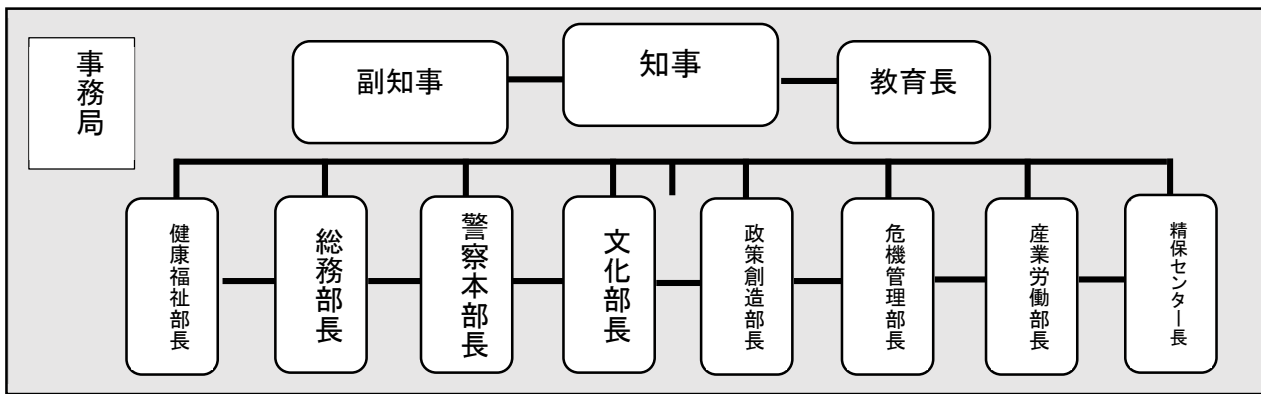 事務局
副知事
知事
教育長
健康福祉部長
総務部長
警察本部長
文化部長
政策創造部長
危機管理部長
産業労働部長
精保センター長